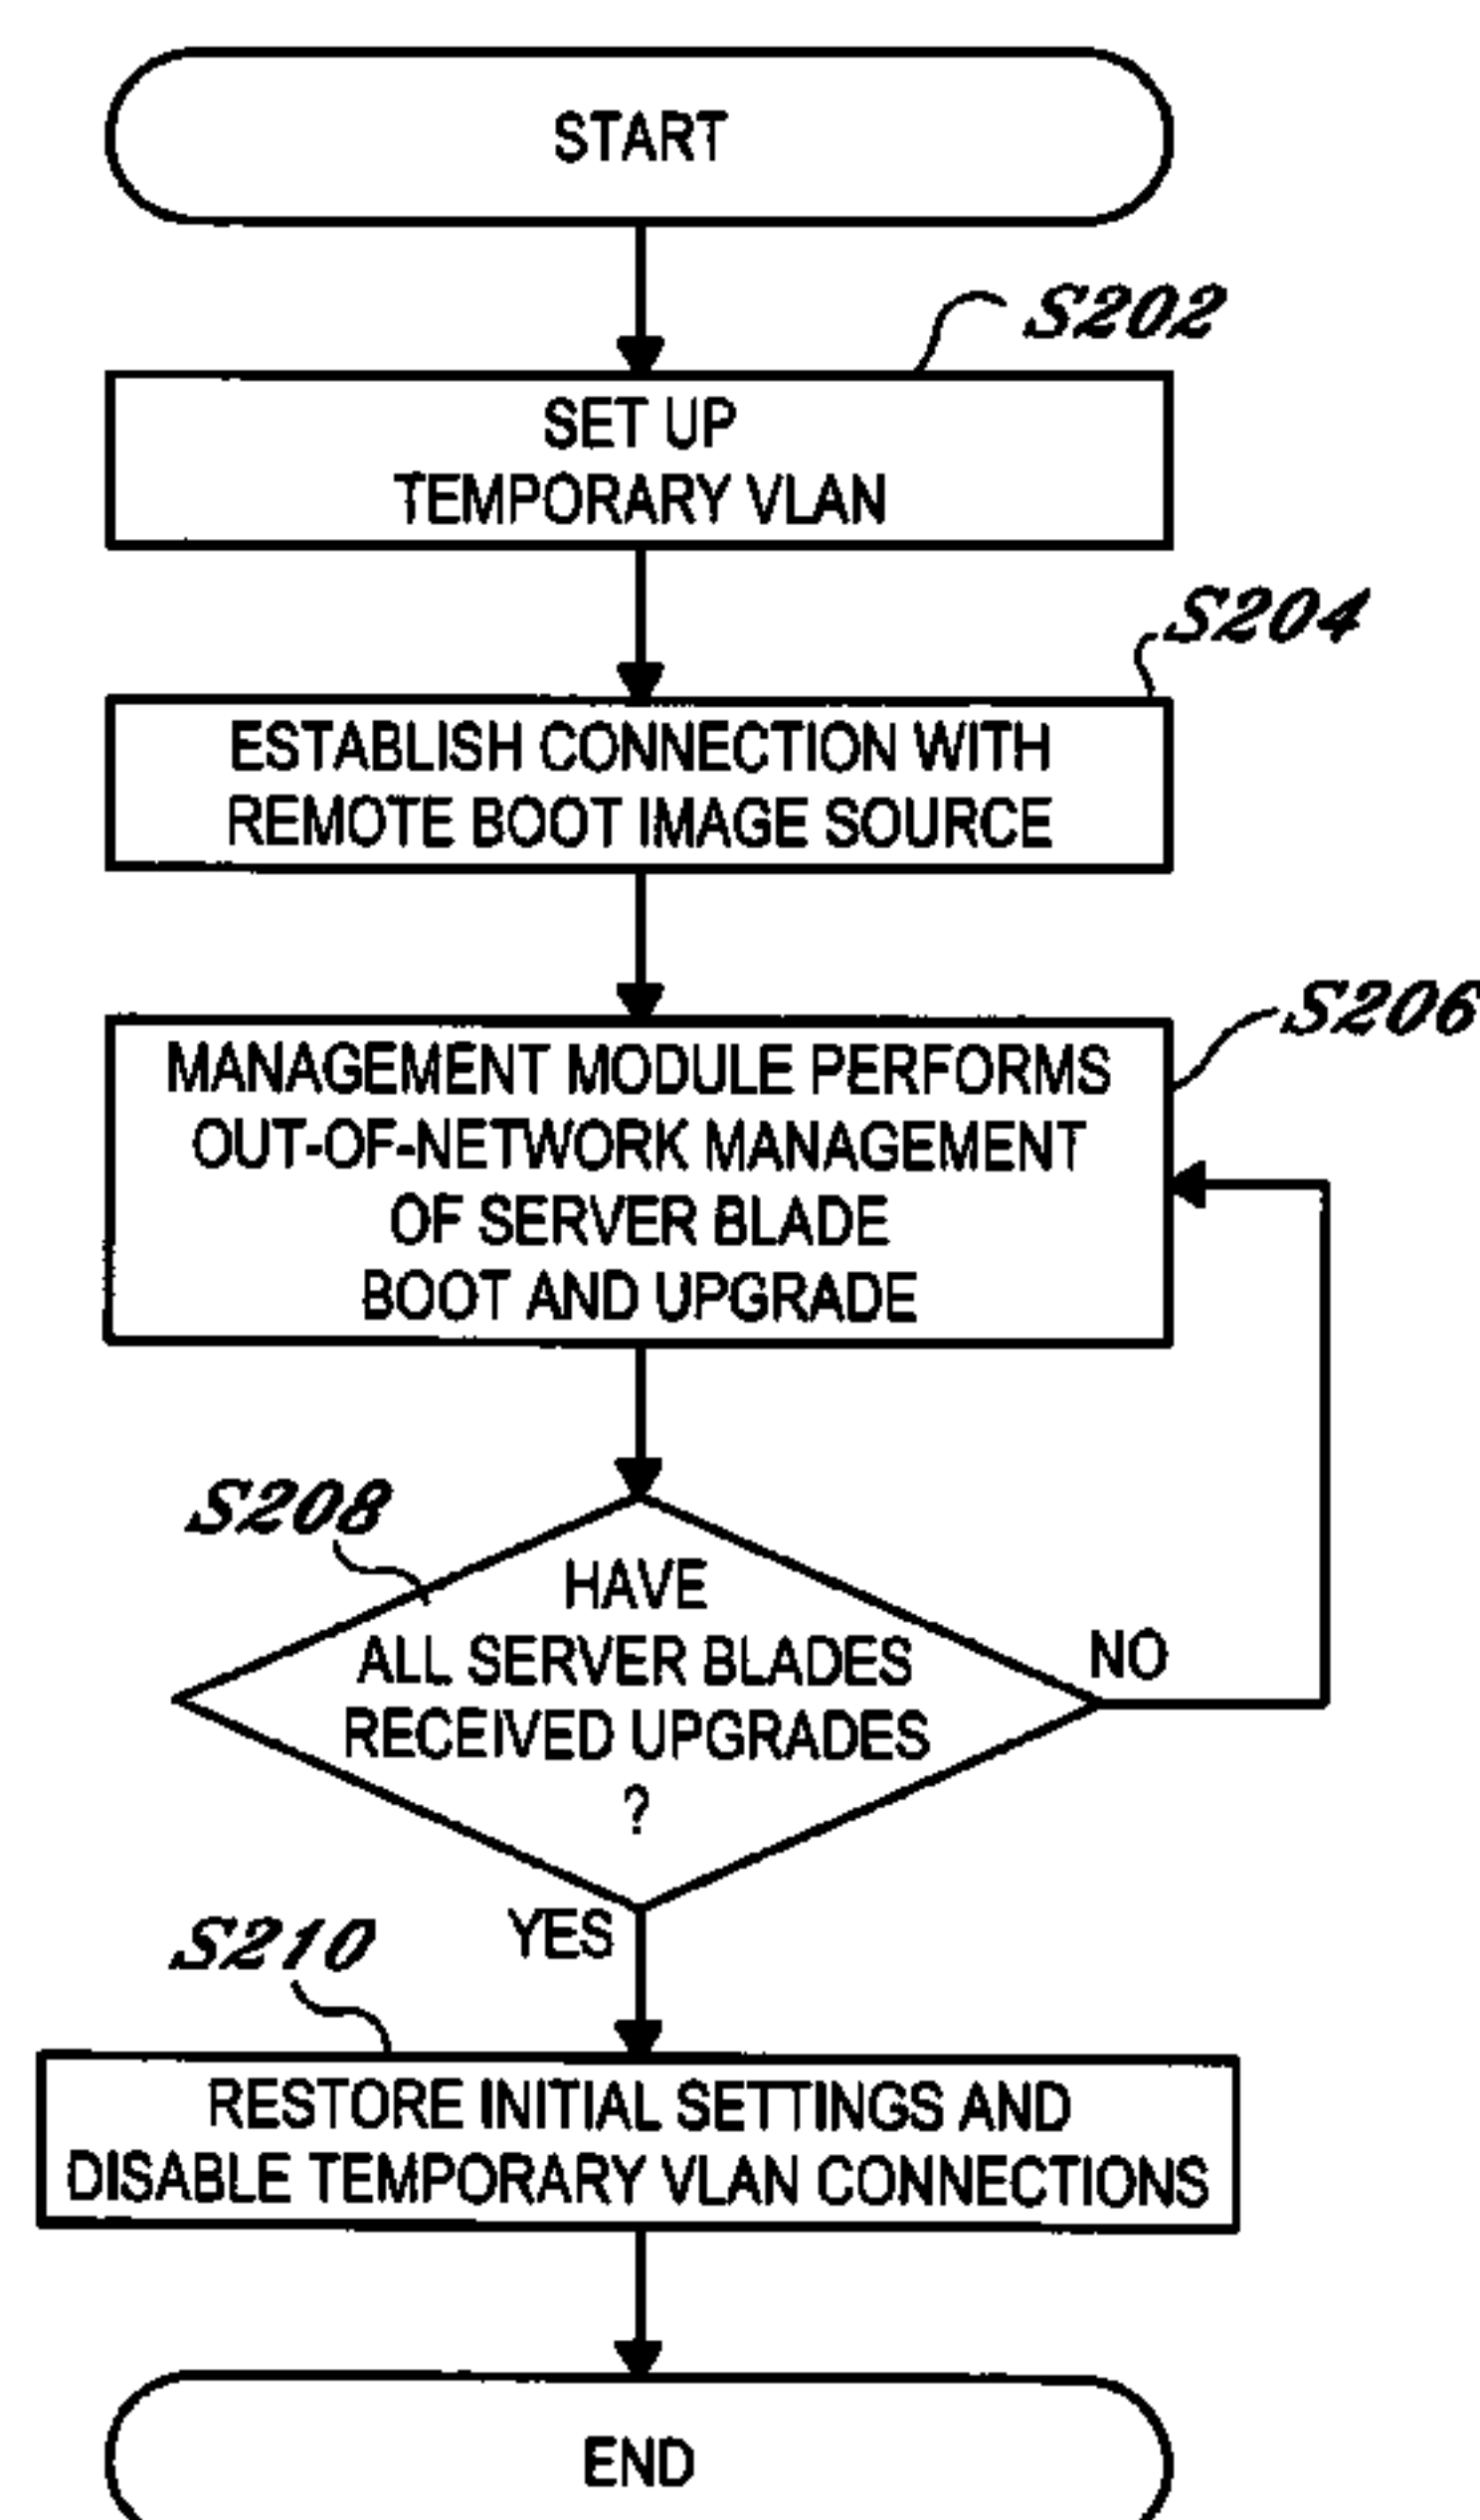 START
S202
SET UP
TEMPORARY VLAN
S204
ESTABLISH CONNECTION WITH
REMOTE BOOT IMAGE SOURCE
S206
MANAGEMENT MODULE PERFORMS
OUT-OF-NETWORK MANAGEMENT
OF SERVER BLADE
BOOT AND UPGRADE
S208
HAVE
ALL SERVER BLADES
RECEIVED UPGRADES
?
NO
YES
S210
RESTORE INITIAL SETTINGS AND
DISABLE TEMPORARY VLAN CONNECTIONS
END